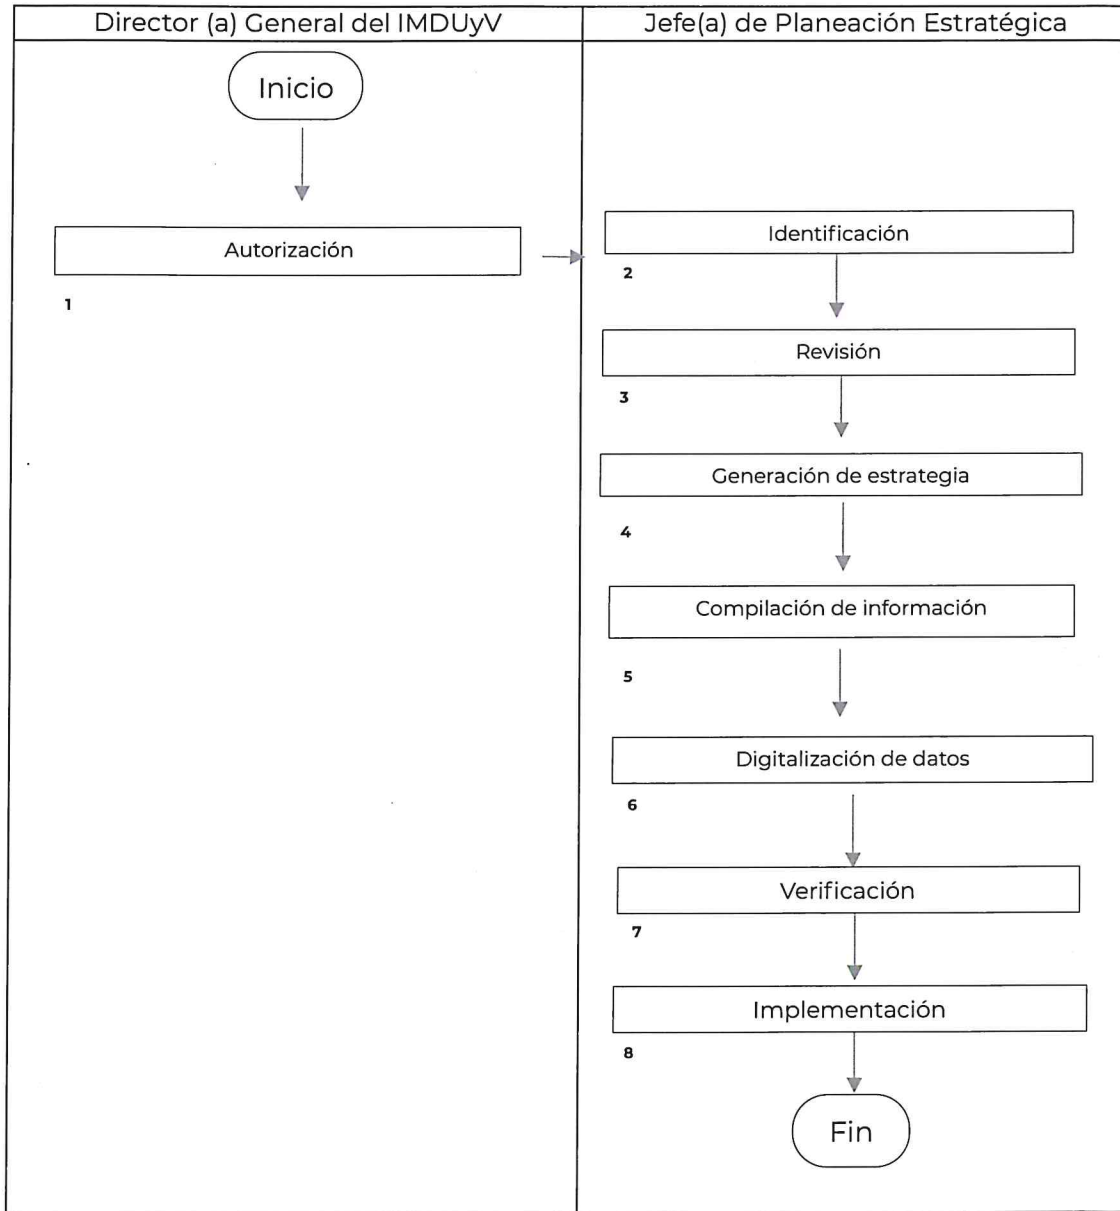 Director (a) General del IMDUyV
Jefe(a) de Planeación Estratégica
Inicio
Autorización
1
Identificación
2
Revisión
3
Generación de estrategia
4
Compilación de información
5
Digitalización de datos
6
Verificación
7
Implementación
8
Fin